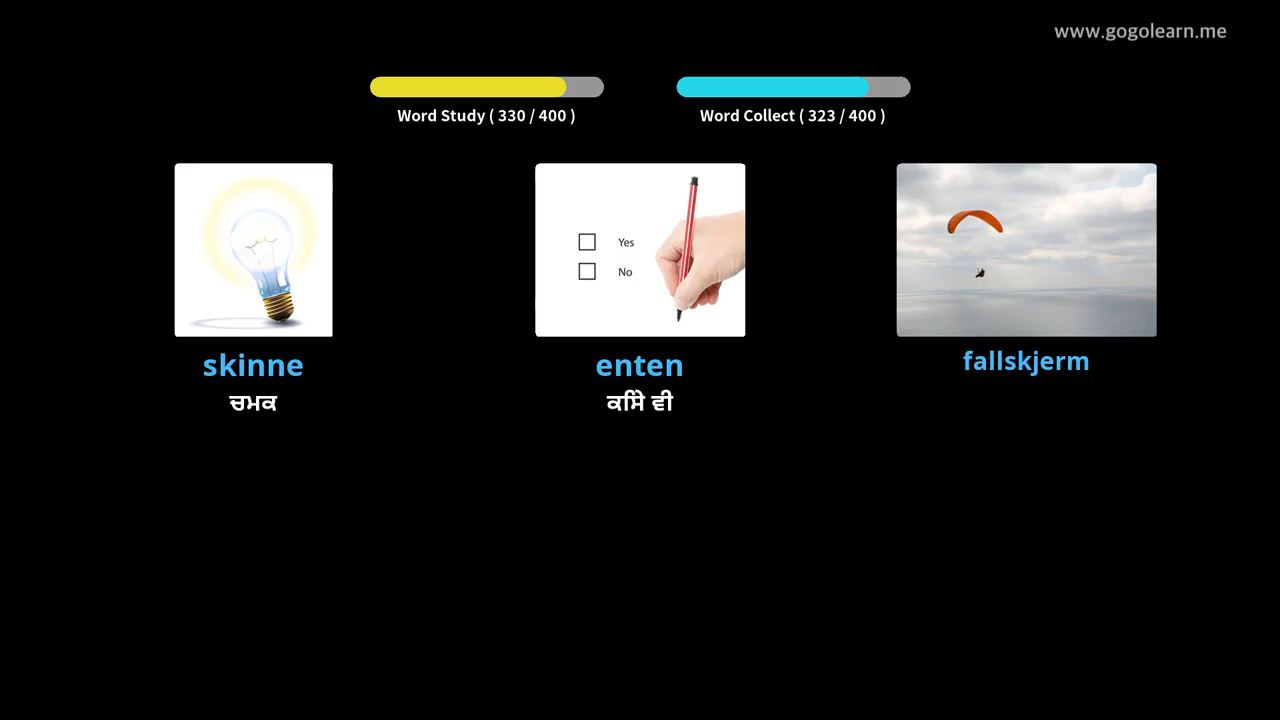 www.gogolearn.me
Word Study ( 330 / 400 )
Word Collect ( 323 / 400 )
Yes
No
skinne
enten
fallskjerm
ਚਮਕ
ਕਿਸੇ ਵੀ